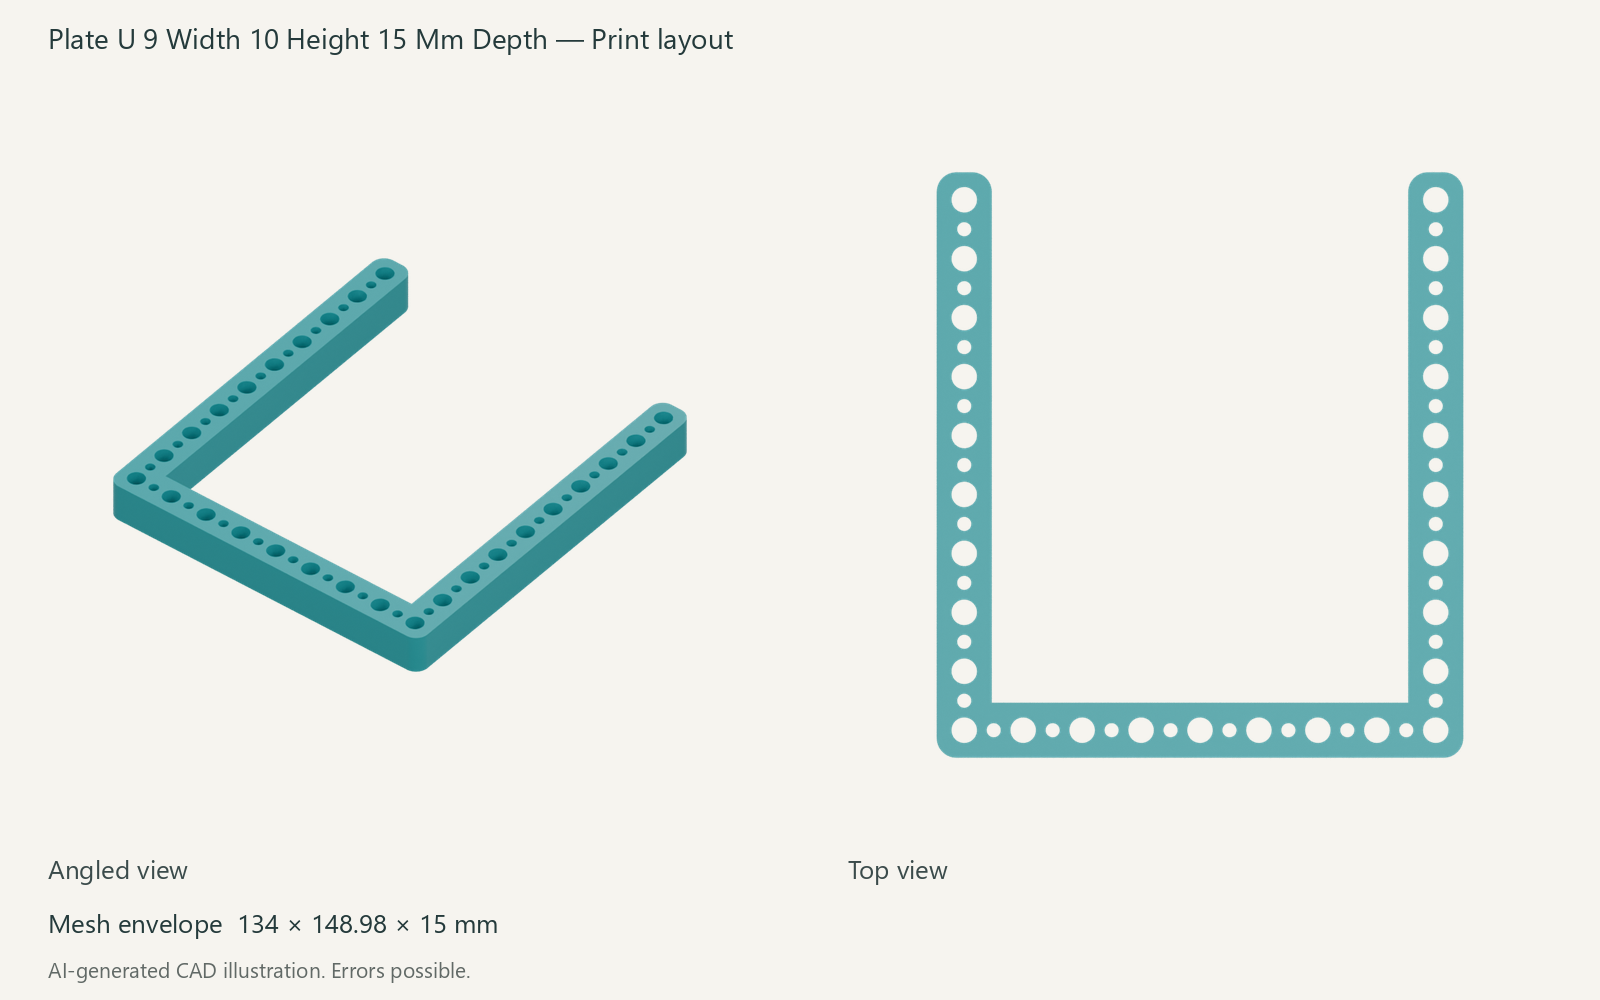 Plate U 9 Width 10 Height 15 Mm Depth — Print layout
Angled view
Top view
Mesh envelope 134 × 148.98 × 15 mm
AI-generated CAD illustration. Errors possible.